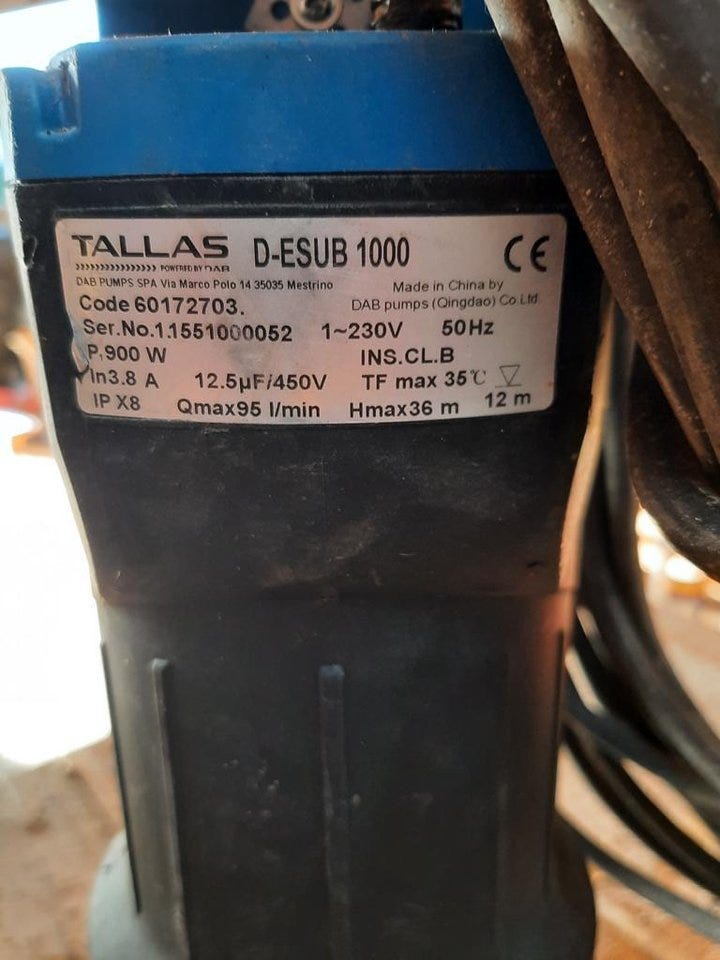 TALLAS D-ESUB 1000 CE
»»»»»»»»» POWERED BY DAB
DAB PUMPS SPA Via Marco Polo 14 35035 Mestrino
Made in China by
Code 60172703.
DAB pumps (Qingdao) Co.Ltd
Ser.No.1.1551000052 1~230V 50Hz
P.900 W INS.CL.B
In3.8 A 12.5µF/450V TF max 35℃
IP X8 Qmax95 l/min Hmax36 m 12 m